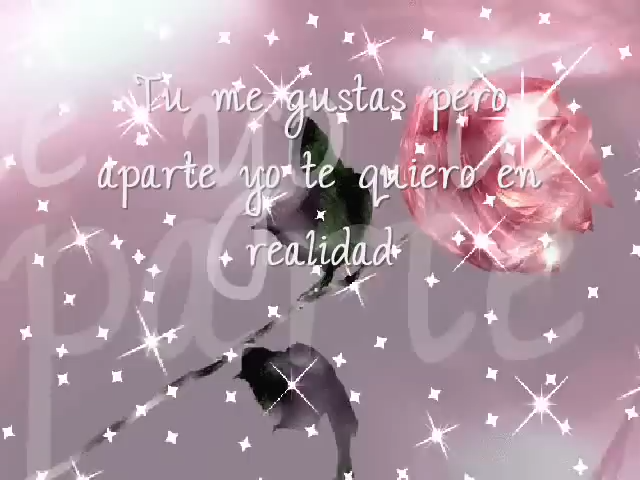 Tu me gustas pero
aparte yo te quiero en
realidad